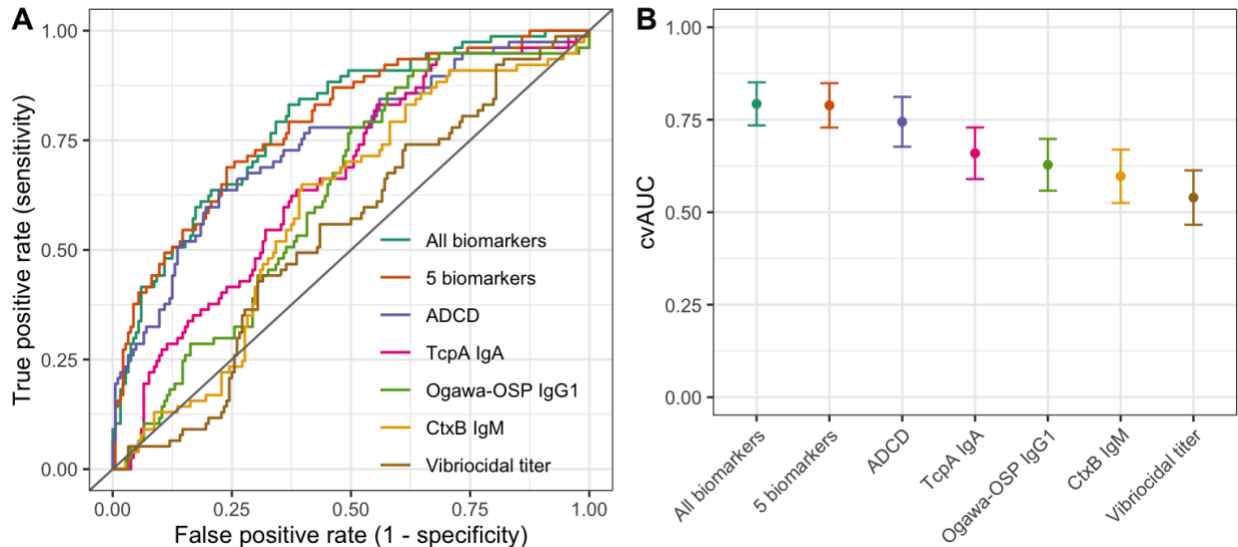 A
1.00
0.75
0.50
0.25
0.00
True positive rate (sensitivity)
All biomarkers
5 biomarkers
ADCD
TcpA IgA
Ogawa-OSP IgG1
CtxB IgM
Vibriocidal titer
0.00 0.25 0.50 0.75 1.00
False positive rate (1 - specificity)
B
1.00
0.75
0.50
0.25
0.00
cvAUC
All biomarkers
5 biomarkers
ADCD
TcpA IgA
Ogawa-OSP IgG1
CtxB IgM
Vibriocidal titer